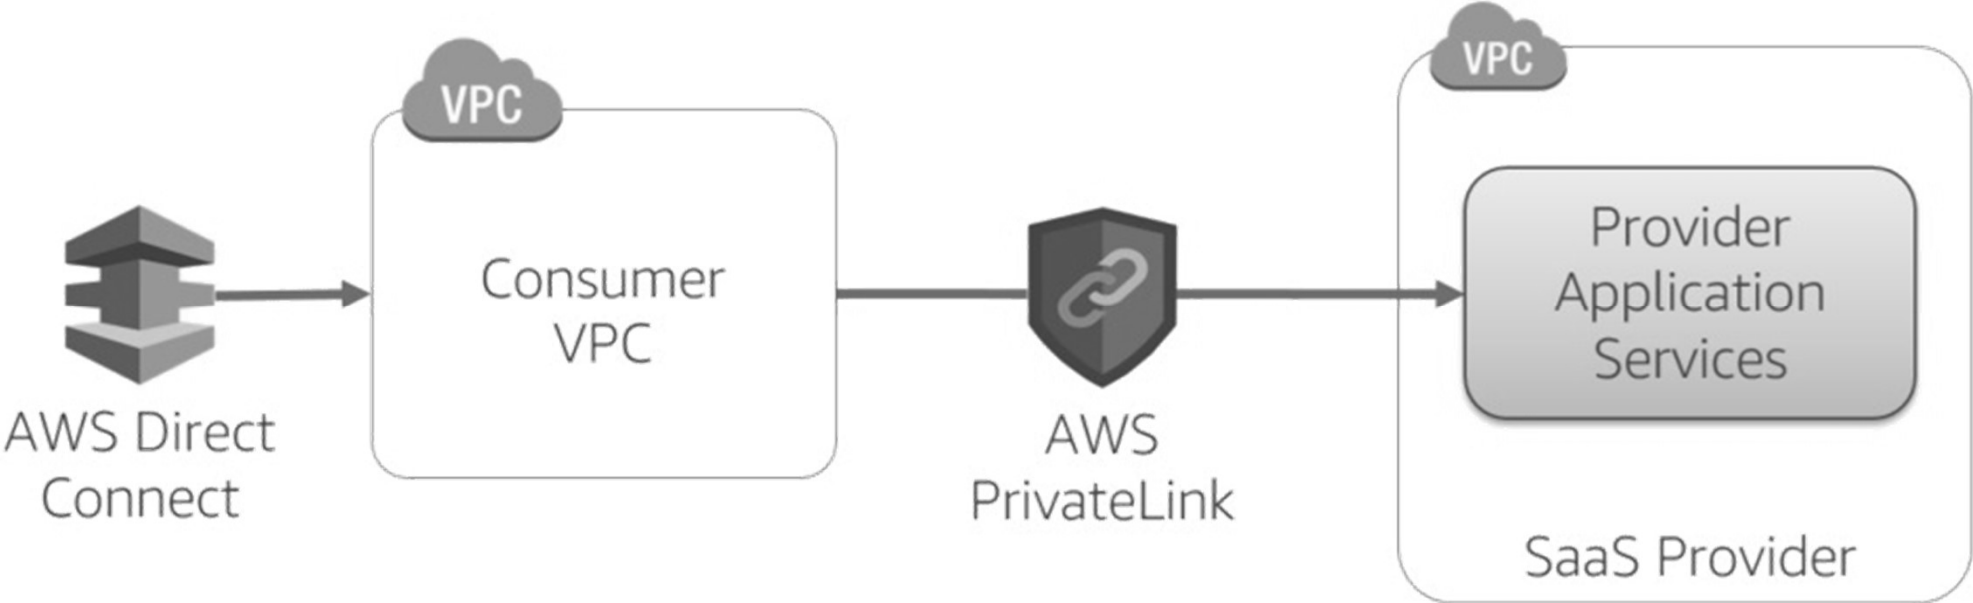 VPC
Consumer
VPC
AWS Direct
Connect
AWS
PrivateLink
VPC
Provider
Application
Services
SaaS Provider